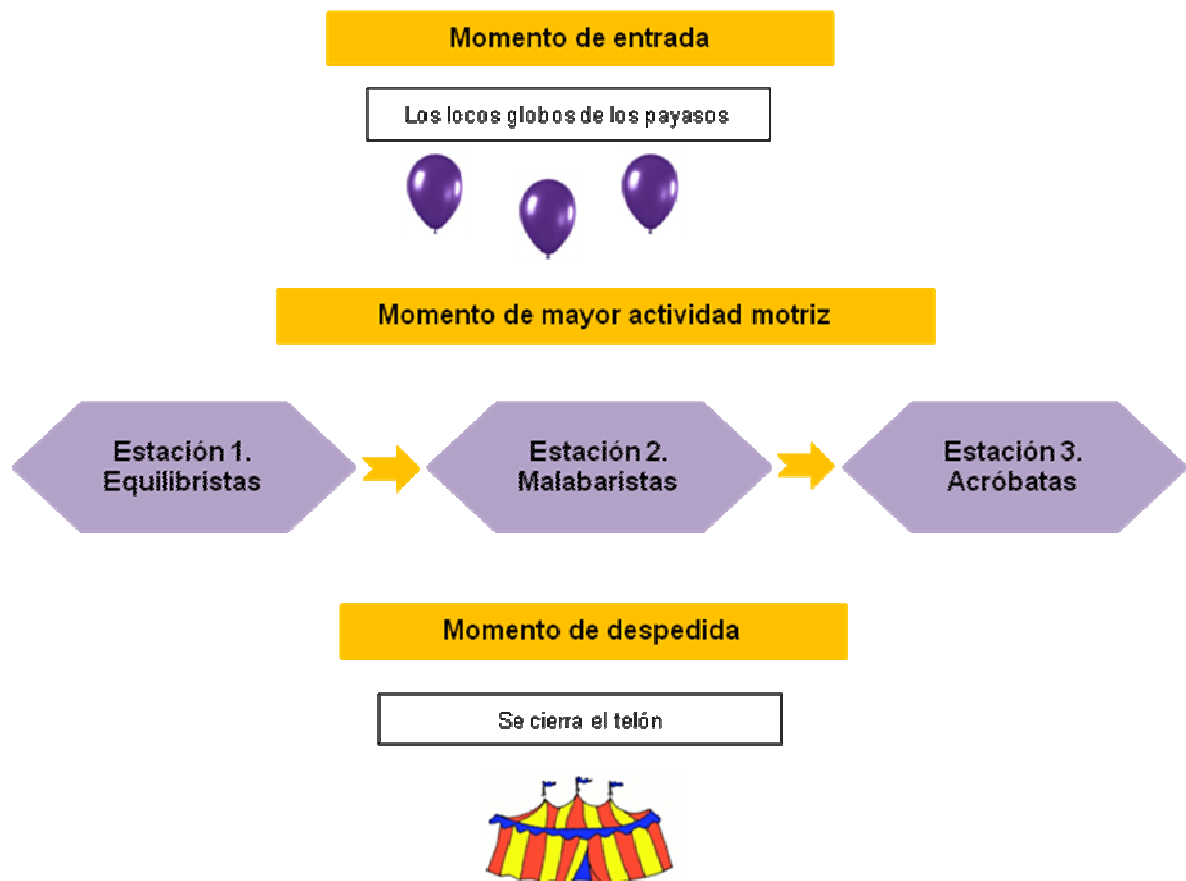 Momento de entrada
Los locos globos de los payasos
Momento de mayor actividad motriz
Estación 1.
Equilibristas
Estación 2.
Malabaristas
Estación 3.
Acróbatas
Momento de despedida
Se cierra el telón